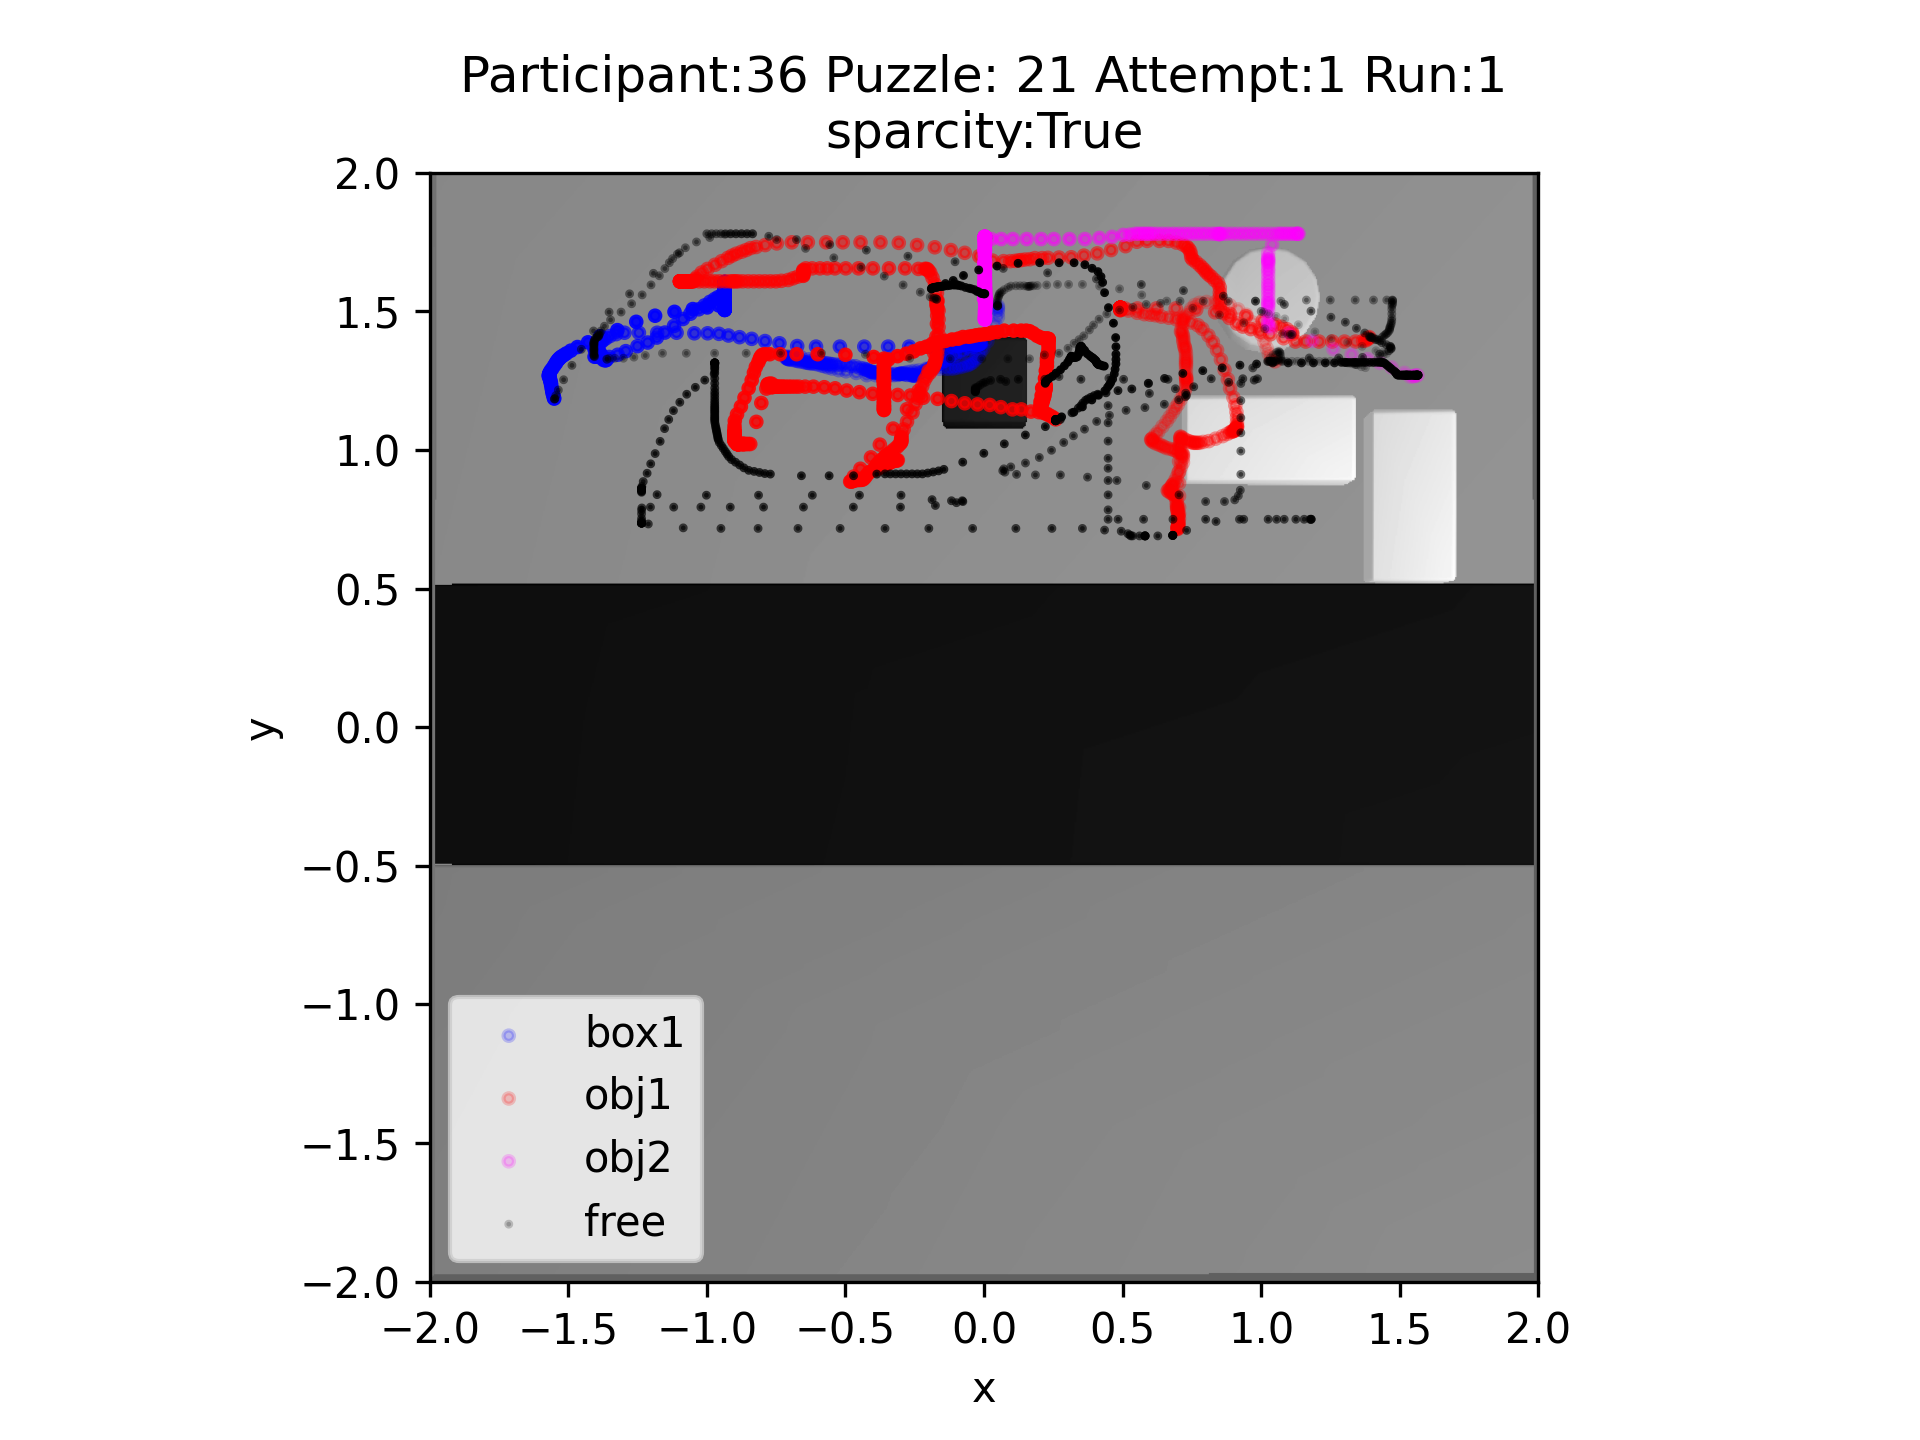 Participant:36 Puzzle: 21 Attempt:1 Run:1
sparcity:True
2.0
1.5
1.0
0.5
0.0
−0.5
−1.0
−1.5
−2.0
y
box1
obj1
obj2
free
−2.0 −1.5 −1.0 −0.5 0.0 0.5 1.0 1.5 2.0
x